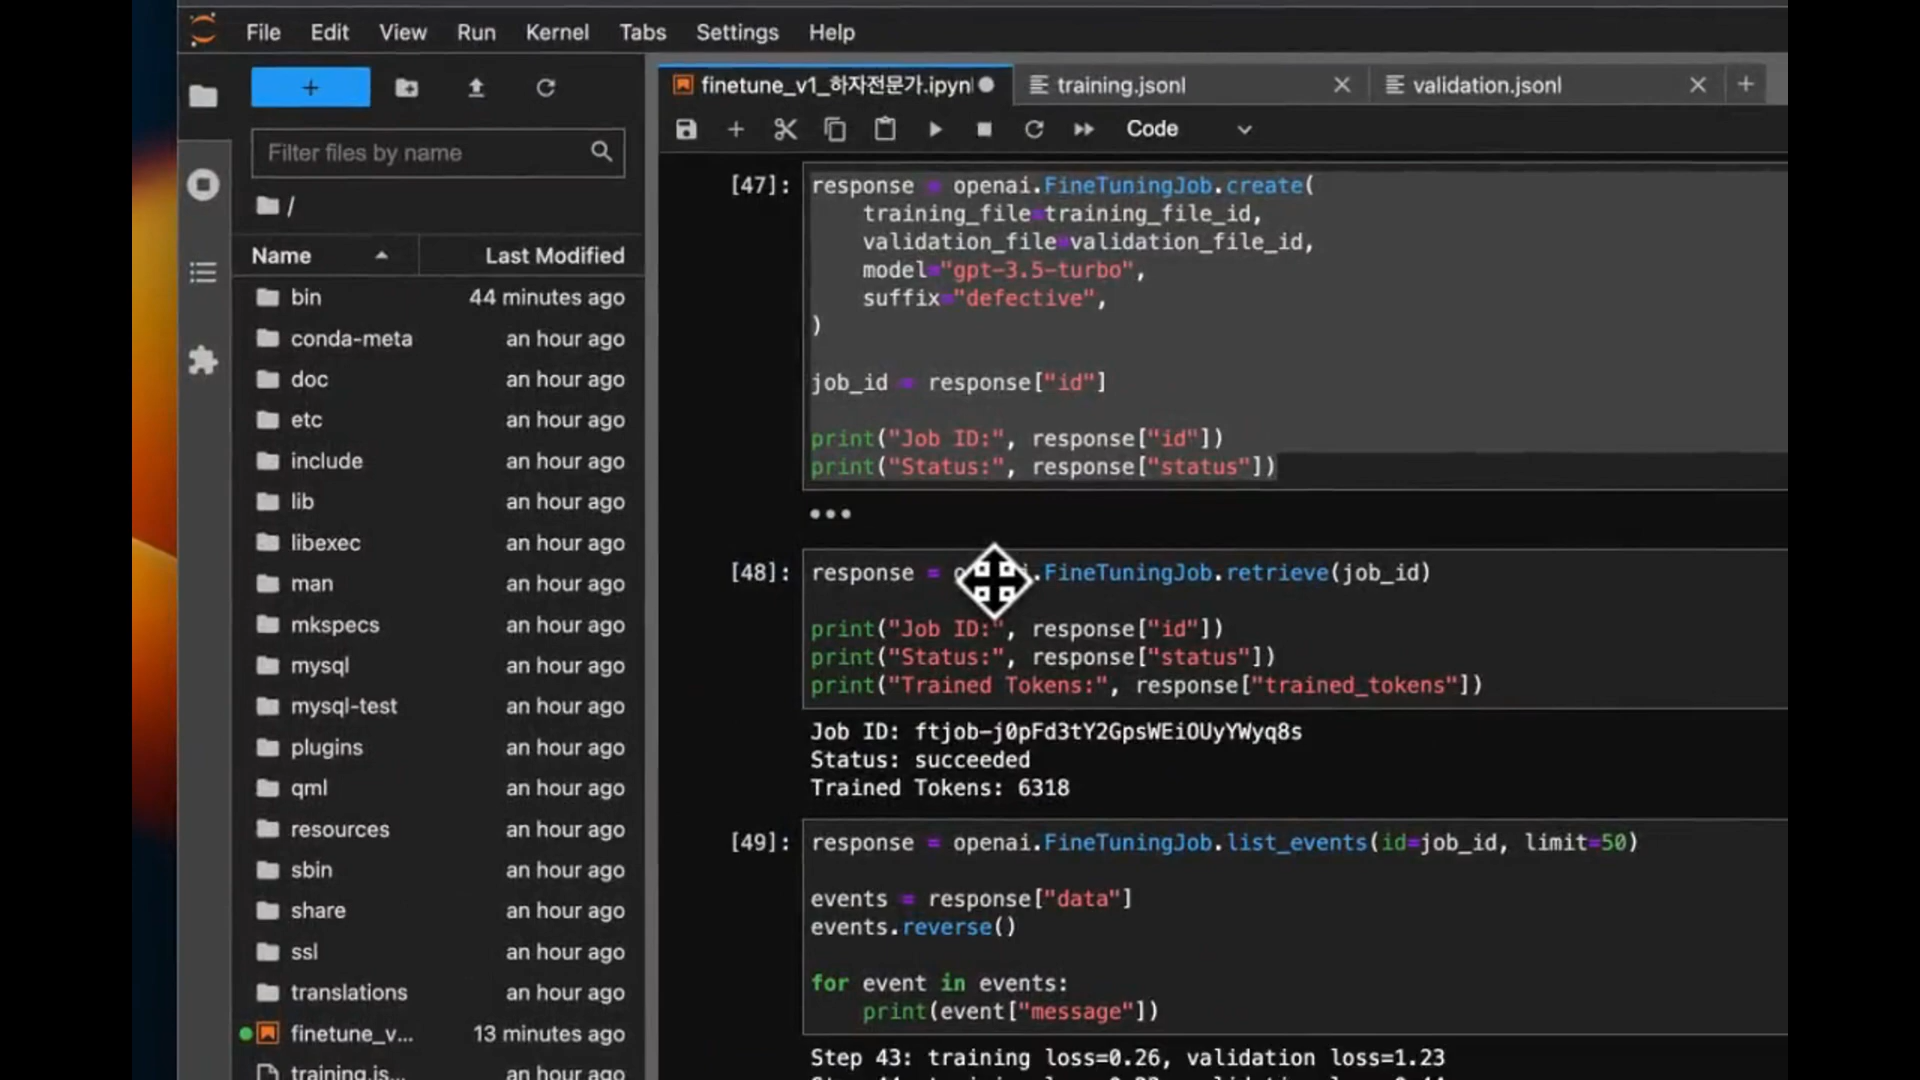 File Edit View Run Kernel Tabs Settings Help
+
Filter files by name
/
Name Last Modified
bin 44 minutes ago
conda-meta an hour ago
doc an hour ago
etc an hour ago
include an hour ago
lib an hour ago
libexec an hour ago
man an hour ago
mkspecs an hour ago
mysql an hour ago
mysql-test an hour ago
plugins an hour ago
qml an hour ago
resources an hour ago
sbin an hour ago
share an hour ago
ssl an hour ago
translations an hour ago
finetune_v... 13 minutes ago
training.js... an hour ago
finetune_v1_하자전문가.ipyn training.jsonl validation.jsonl
Code
[47]: response = openai.FineTuningJob.create(
training_file=training_file_id,
validation_file=validation_file_id,
model="gpt-3.5-turbo",
suffix="defective",
)
job_id = response["id"]
print("Job ID:", response["id"])
print("Status:", response["status"])
•••
[48]: response = .FineTuningJob.retrieve(job_id)
print("Job ID:", response["id"])
print("Status:", response["status"])
print("Trained Tokens:", response["trained_tokens"])
Job ID: ftjob-j0pFd3tY2GpsWEiOUyYWyq8s
Status: succeeded
Trained Tokens: 6318
[49]: response = openai.FineTuningJob.list_events(id=job_id, limit=50)
events = response["data"]
events.reverse()
for event in events:
print(event["message"])
Step 43: training loss=0.26, validation loss=1.23